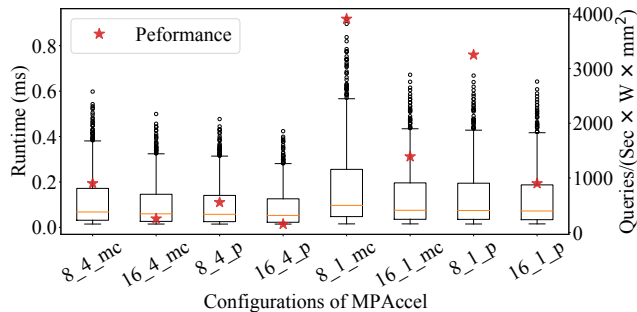 Peformance
Runtime (ms)
0.8
0.6
0.4
0.2
0.0
4000
3000
2000
1000
0
Queries/(Sec × W × mm²)
8_4_mc
16_4_mc
8_4_p
16_4_p
8_1_mc
16_1_mc
8_1_p
16_1_p
Configurations of MPAccel